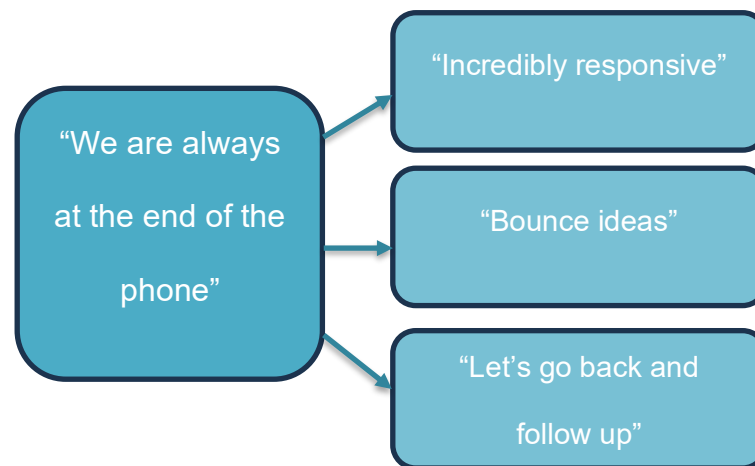 “We are always
at the end of the
phone”
“Incredibly responsive”
“Bounce ideas”
“Let’s go back and
follow up”